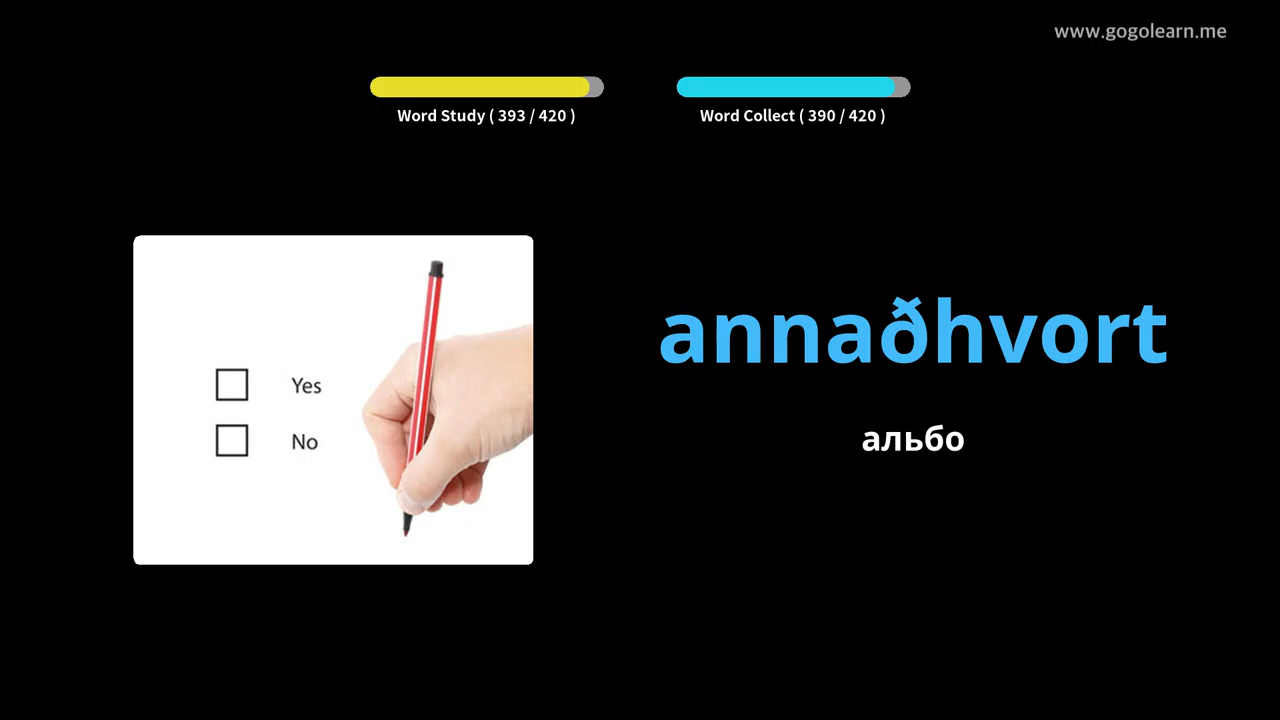 www.gogolearn.me
Word Study ( 393 / 420 )
Word Collect ( 390 / 420 )
Yes
No
annaðhvort
альбо